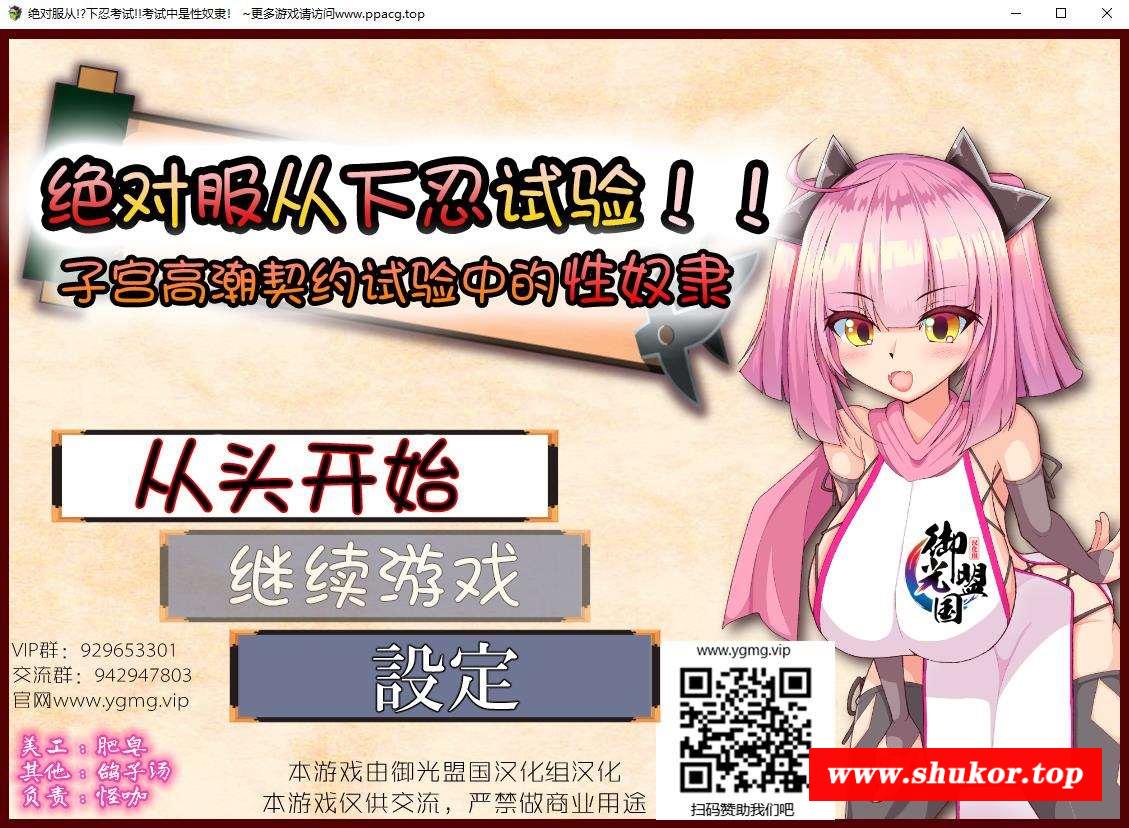 绝对服从!?下忍考试!!考试中是性奴隶！ ~更多游戏请访问www.ppacg.top
绝对服从下忍试验！！
子宫高潮契约试验中的性奴隶
从头开始
继续游戏
設定
VIP群：929653301
交流群：942947803
官网www.ygmg.vip
美工：肥皂
其他：鸽子汤
负责：怪咖
本游戏由御光盟国汉化组汉化
本游戏仅供交流，严禁做商业用途
御光盟国
汉化组
www.ygmg.vip
扫码赞助我们吧
www.shukor.top